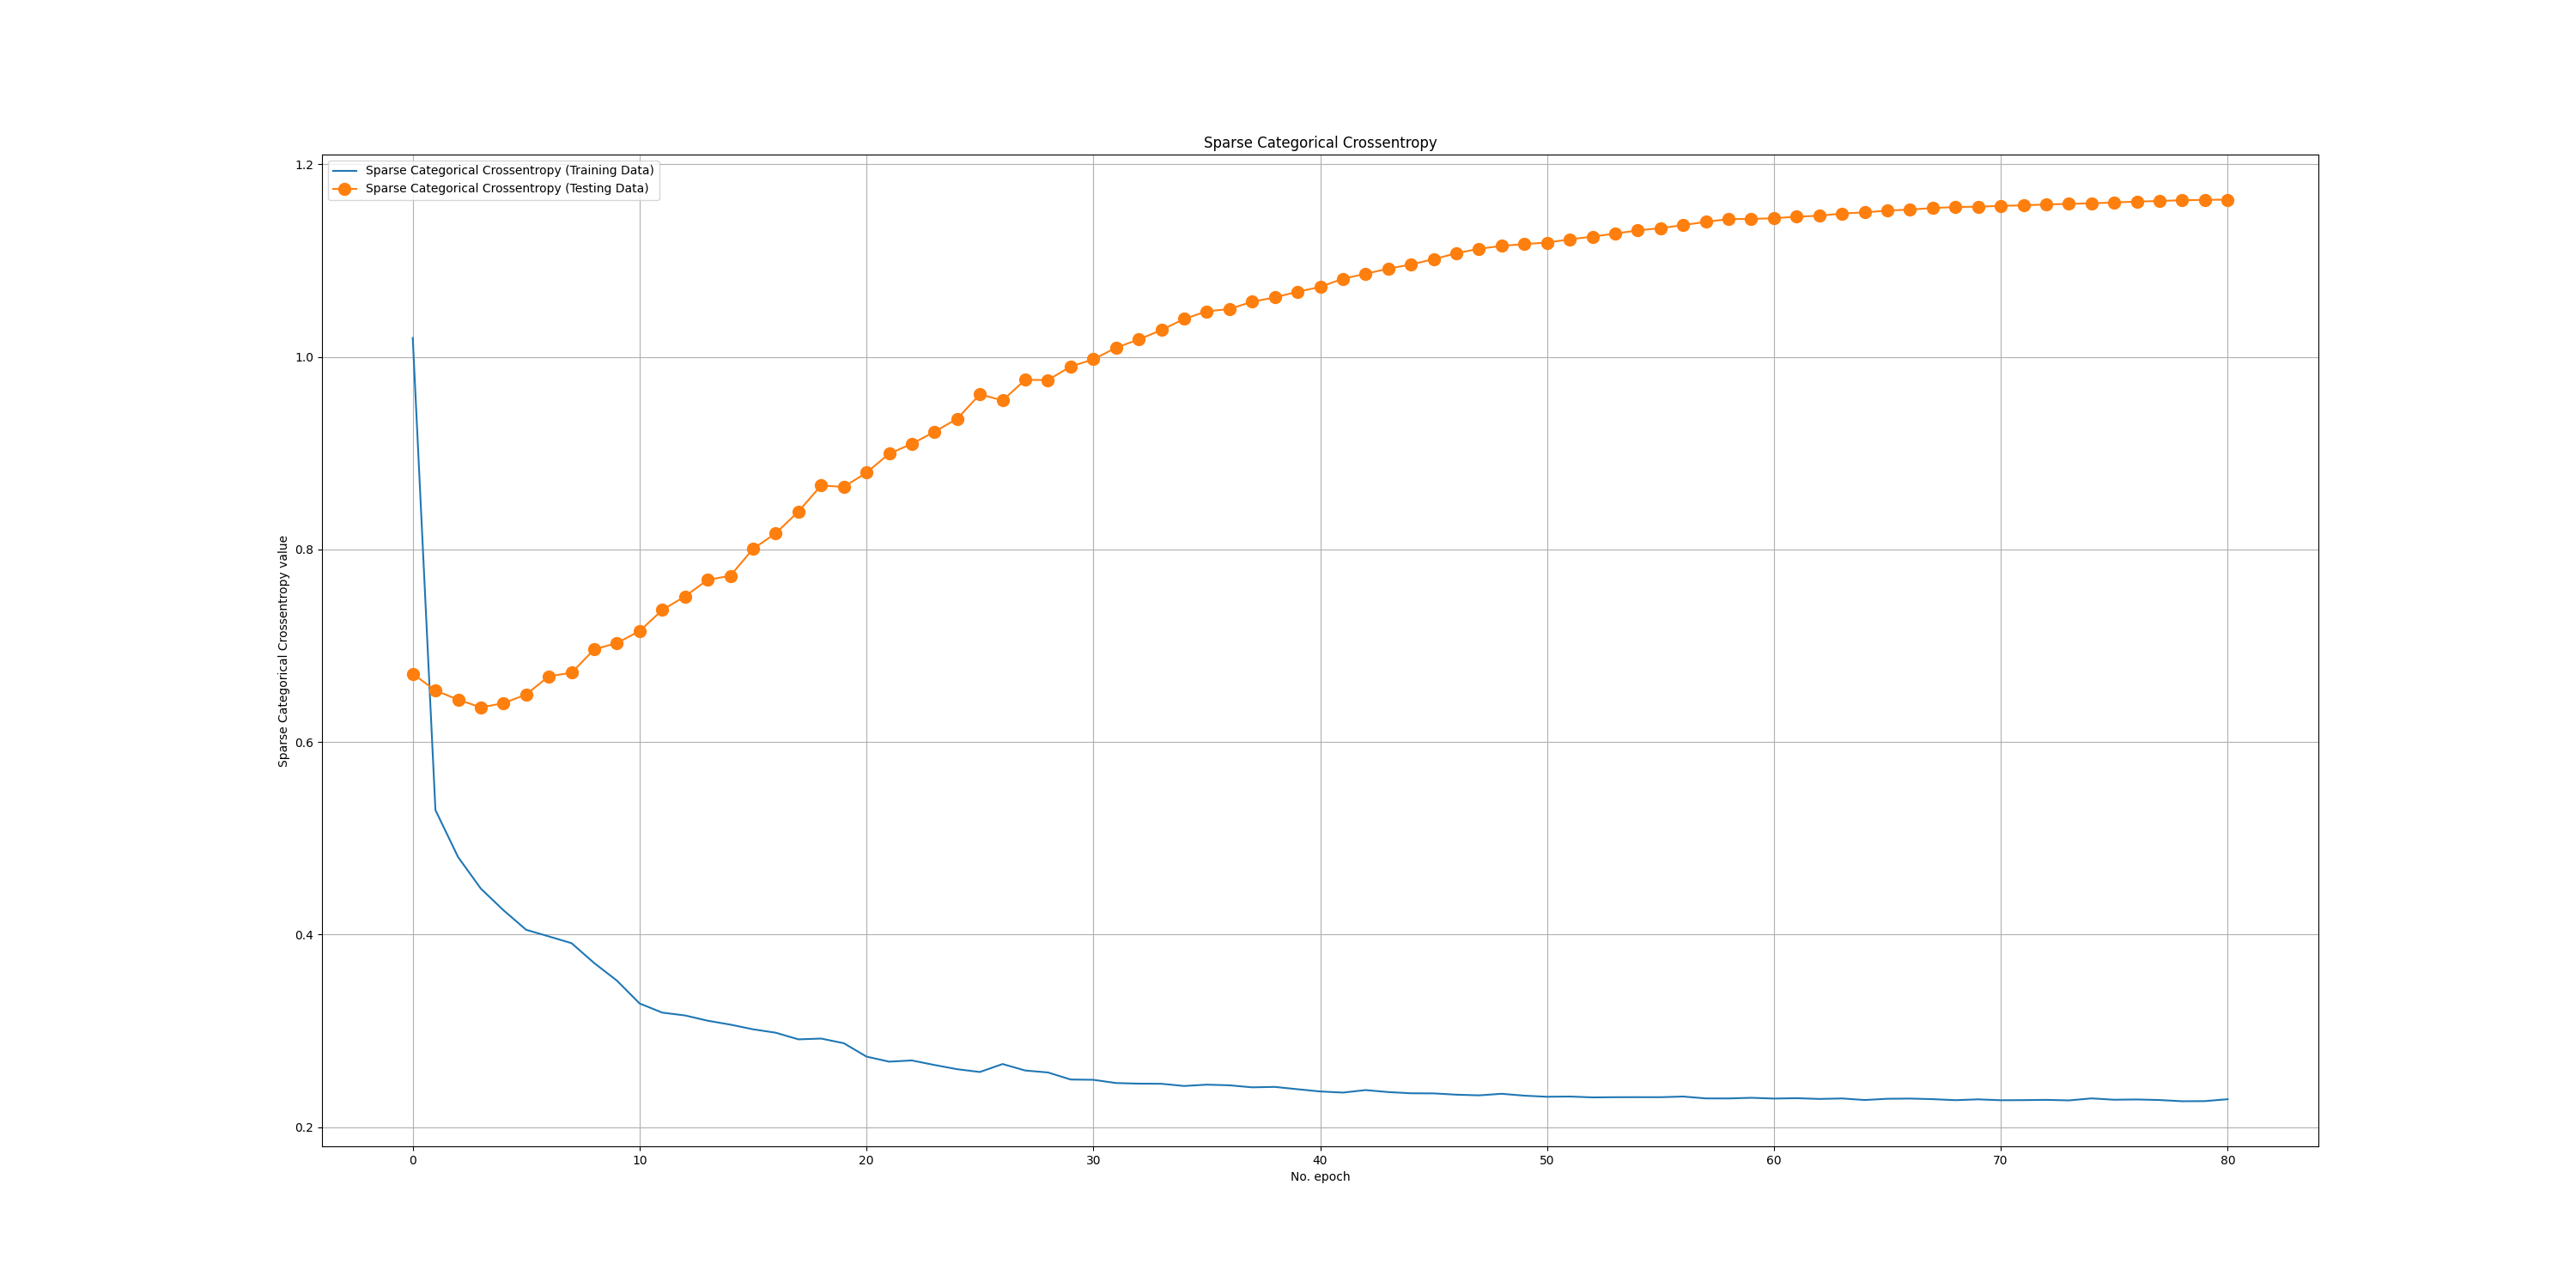 Sparse Categorical Crossentropy
Sparse Categorical Crossentropy (Training Data)
Sparse Categorical Crossentropy (Testing Data)
Sparse Categorical Crossentropy value
1.2
1.0
0.8
0.6
0.4
0.2
0 10 20 30 40 50 60 70 80
No. epoch